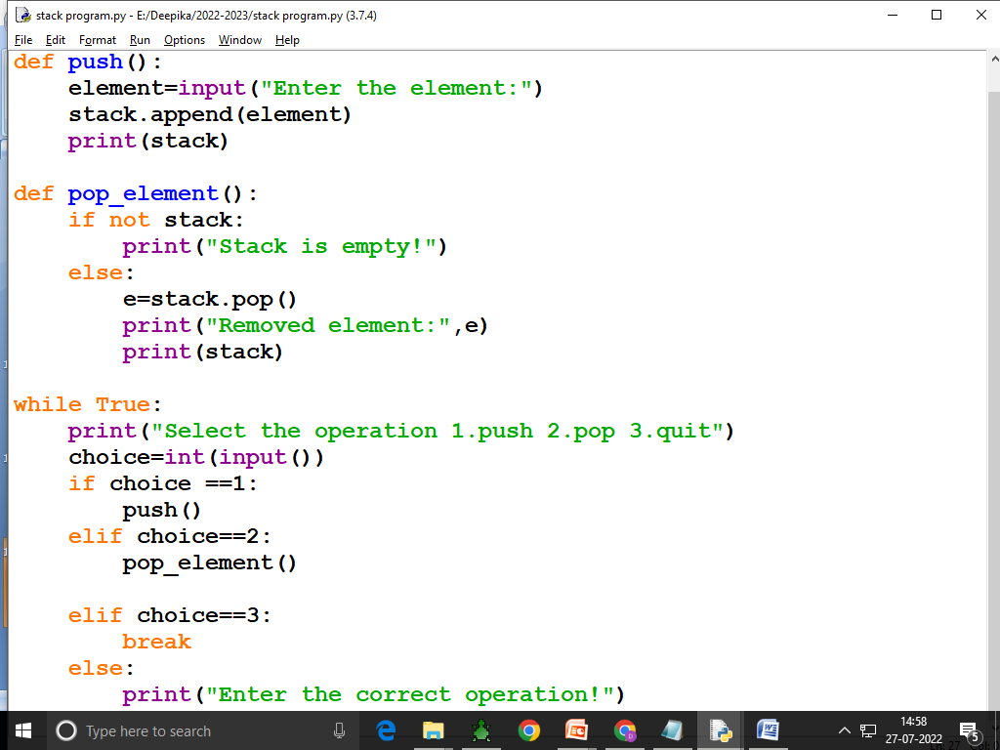 stack program.py - E:/Deepika/2022-2023/stack program.py (3.7.4)
File Edit Format Run Options Window Help
def push():
    element=input("Enter the element:")
    stack.append(element)
    print(stack)

def pop_element():
    if not stack:
        print("Stack is empty!")
    else:
        e=stack.pop()
        print("Removed element:",e)
        print(stack)

while True:
    print("Select the operation 1.push 2.pop 3.quit")
    choice=int(input())
    if choice ==1:
        push()
    elif choice==2:
        pop_element()

    elif choice==3:
        break
    else:
        print("Enter the correct operation!")
Type here to search
14:58
27-07-2022
5